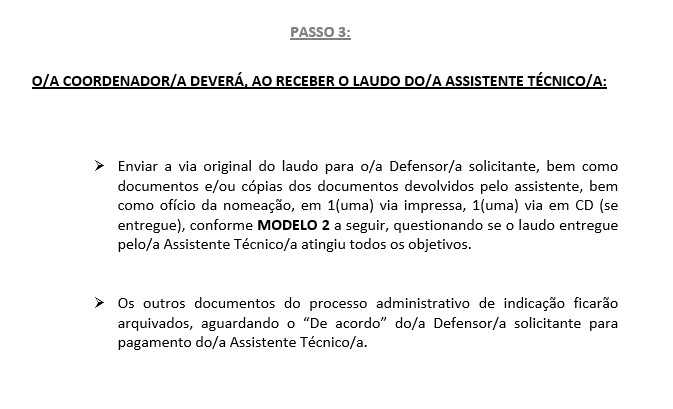 PASSO 3:
O/A COORDENADOR/A DEVERÁ, AO RECEBER O LAUDO DO/A ASSISTENTE TÉCNICO/A:
➢ Enviar a via original do laudo para o/a Defensor/a solicitante, bem como
documentos e/ou cópias dos documentos devolvidos pelo assistente, bem
como ofício da nomeação, em 1(uma) via impressa, 1(uma) via em CD (se
entregue), conforme MODELO 2 a seguir, questionando se o laudo entregue
pelo/a Assistente Técnico/a atingiu todos os objetivos.
➢ Os outros documentos do processo administrativo de indicação ficarão
arquivados, aguardando o “De acordo” do/a Defensor/a solicitante para
pagamento do/a Assistente Técnico/a.